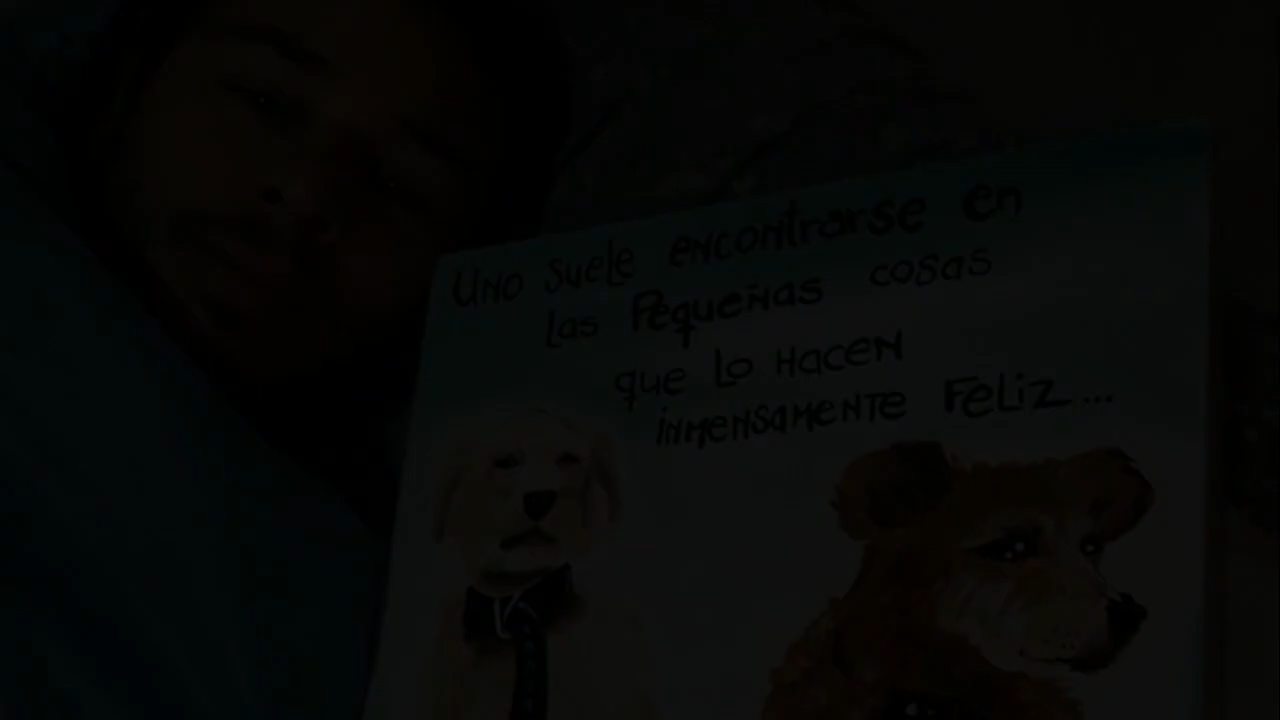 UNO SUELE ENCONTRARSE EN
LAS PEQUEÑAS COSAS
QUE LO HACEN
INMENSAMENTE FELIZ...